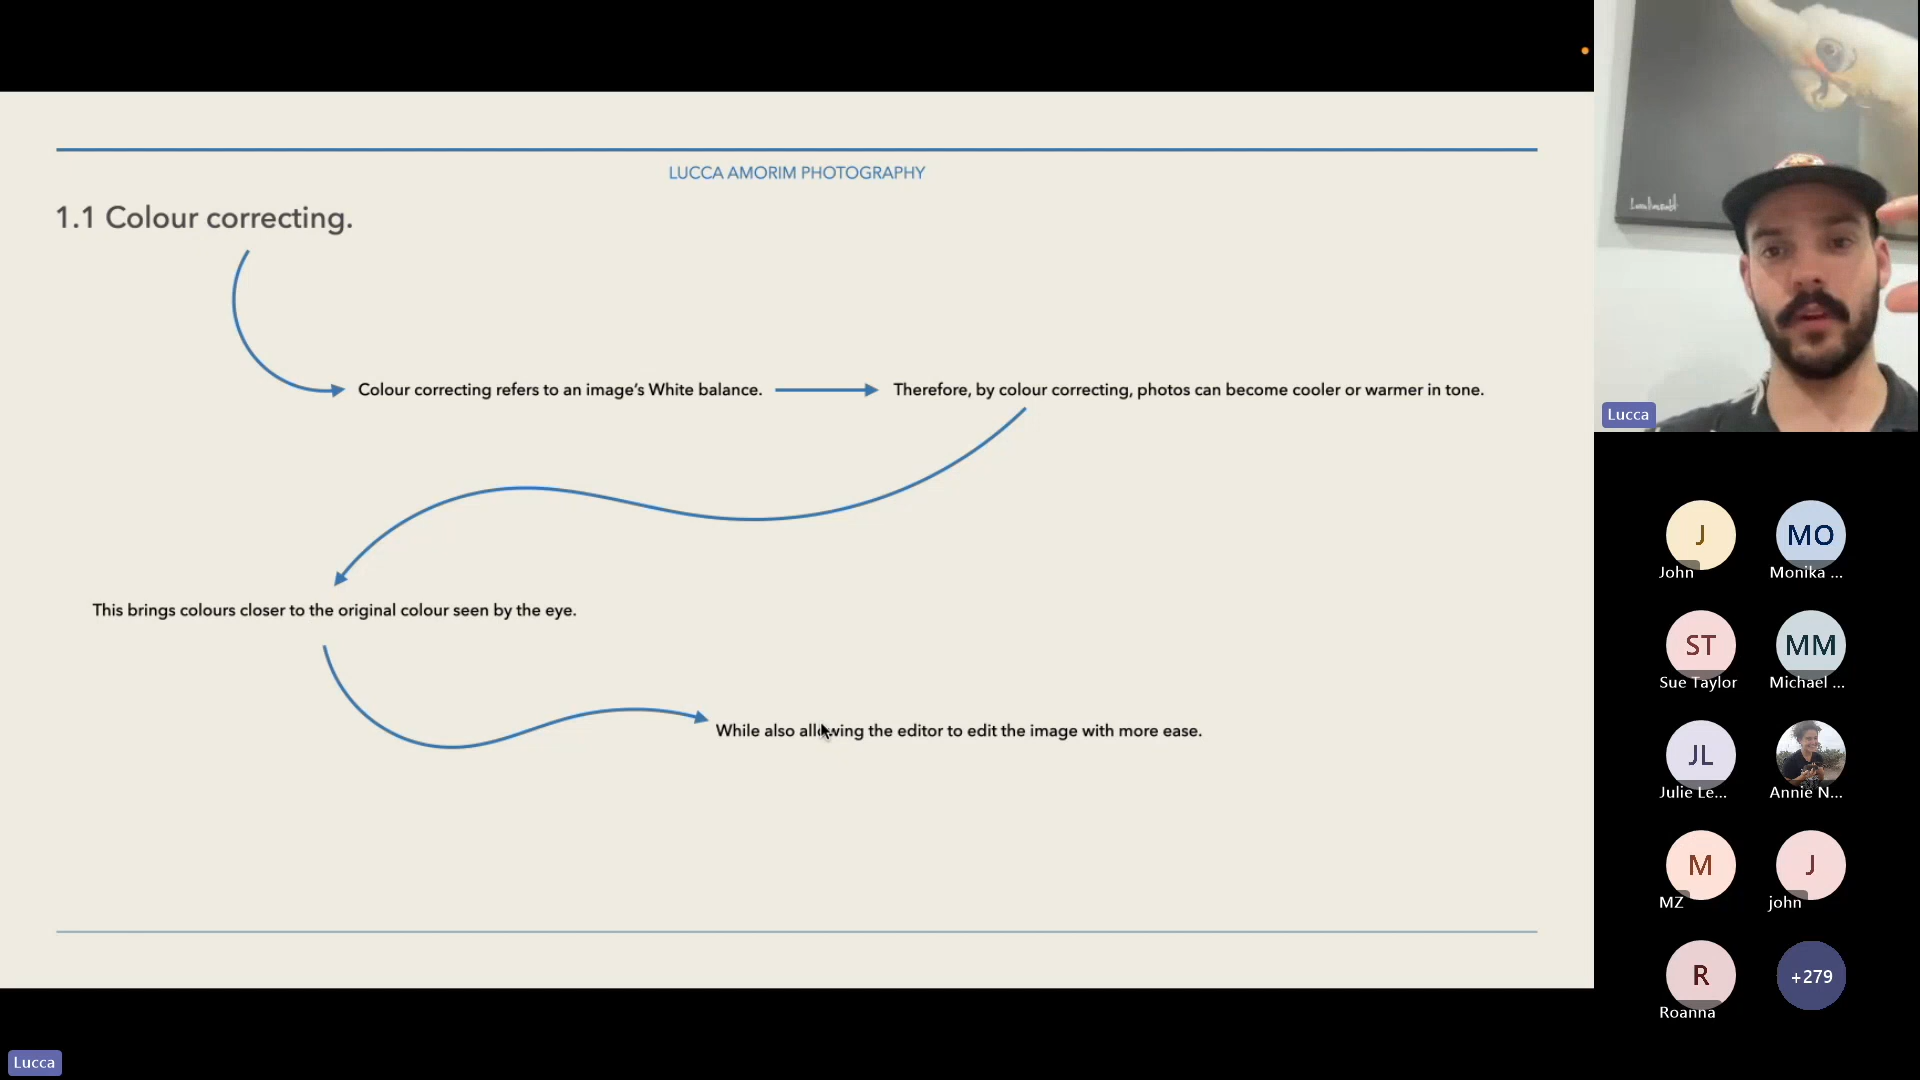 LUCCA AMORIM PHOTOGRAPHY
1.1 Colour correcting.
Colour correcting refers to an image's White balance.
Therefore, by colour correcting, photos can become cooler or warmer in tone.
This brings colours closer to the original colour seen by the eye.
While also allowing the editor to edit the image with more ease.
Lucca
J
John
MO
Monika ...
ST
Sue Taylor
MM
Michael ...
JL
Julie Le...
Annie N...
M
MZ
J
john
R
Roanna
+279
Lucca